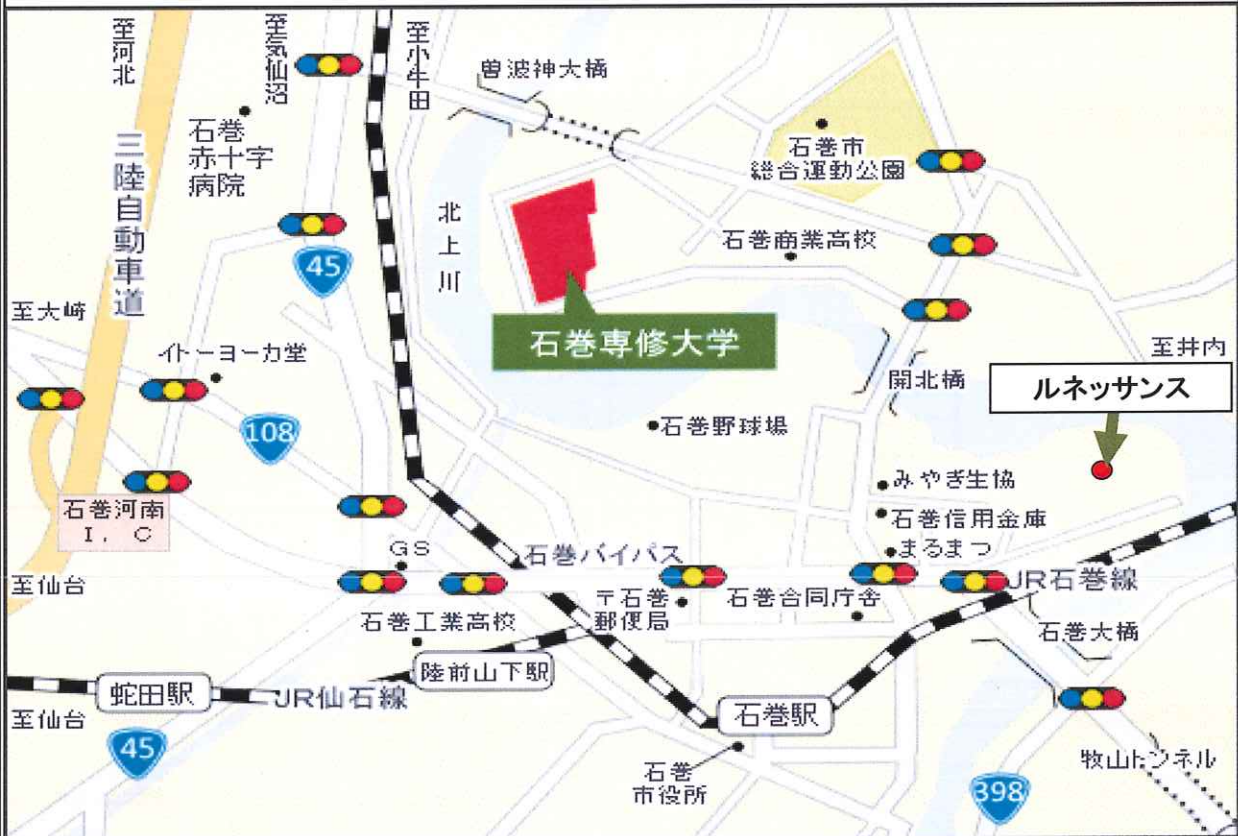 至河北
至気仙沼
至小牛田
曽波神大橋
石巻
赤十字
病院
三陸自動車道
石巻市
総合運動公園
北上川
石巻商業高校
45
至大崎
石巻専修大学
イトーヨーカ堂
至井内
開北橋
ルネッサンス
108
石巻野球場
みやぎ生協
石巻河南
I. C
石巻信用金庫
まるまつ
GS
石巻バイパス
至仙台
JR石巻線
〒石巻
郵便局
石巻合同庁舎
石巻工業高校
石巻大橋
陸前山下駅
蛇田駅
JR仙石線
石巻駅
至仙台
45
石巻
市役所
牧山トンネル
398